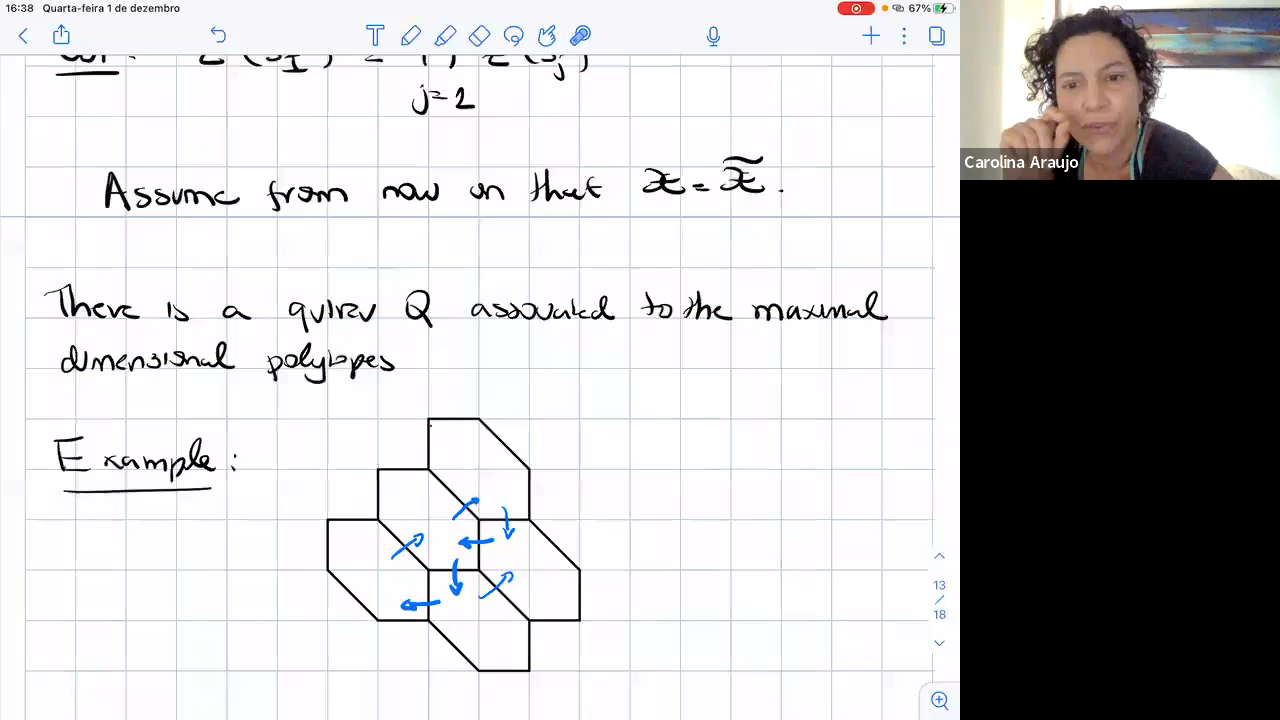 16:38 Quarta-feira 1 de dezembro
67%
j=2
Carolina Araujo
Assume from now on that 𝓧 = 𝓧̃.
There is a quiver Q associated to the maximal
dimensional polytopes
Example:
13
/
18